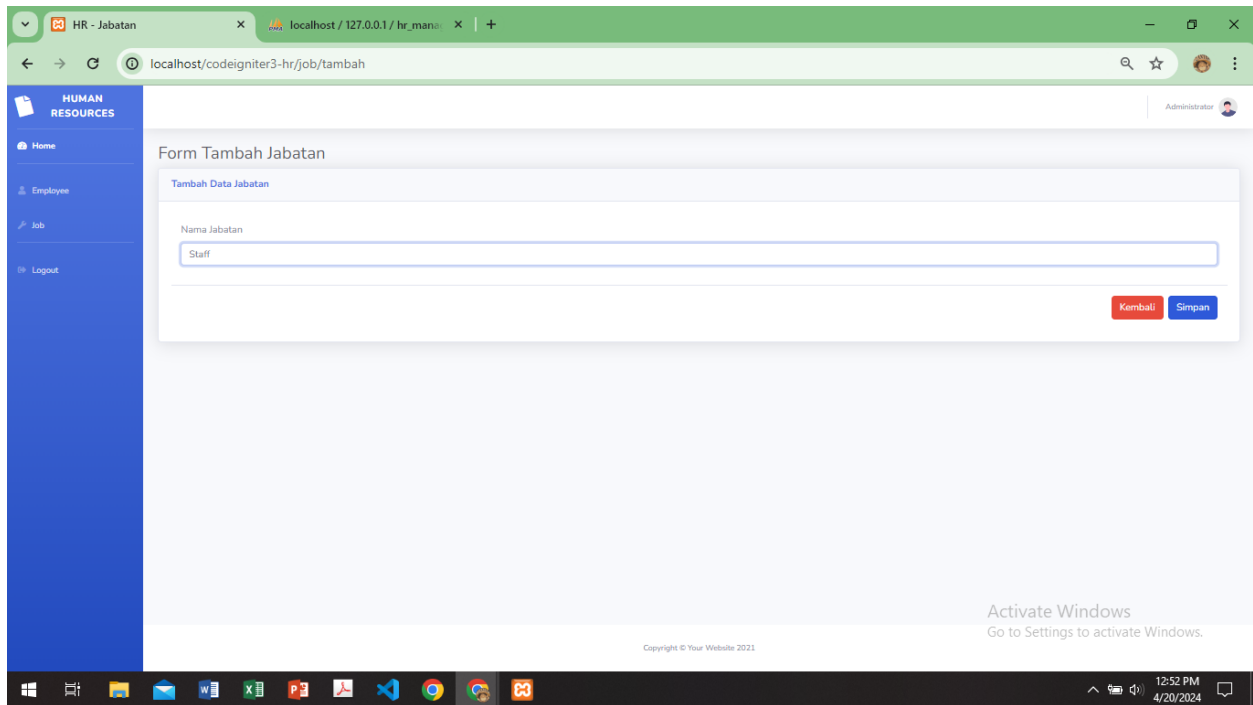 HR - Jabatan
localhost / 127.0.0.1 / hr_mana
localhost/codeigniter3-hr/job/tambah
HUMAN
RESOURCES
Administrator
Home
Form Tambah Jabatan
Employee
Tambah Data Jabatan
Job
Nama Jabatan
Staff
Logout
Kembali Simpan
Activate Windows
Go to Settings to activate Windows.
Copyright © Your Website 2021
12:52 PM
4/20/2024